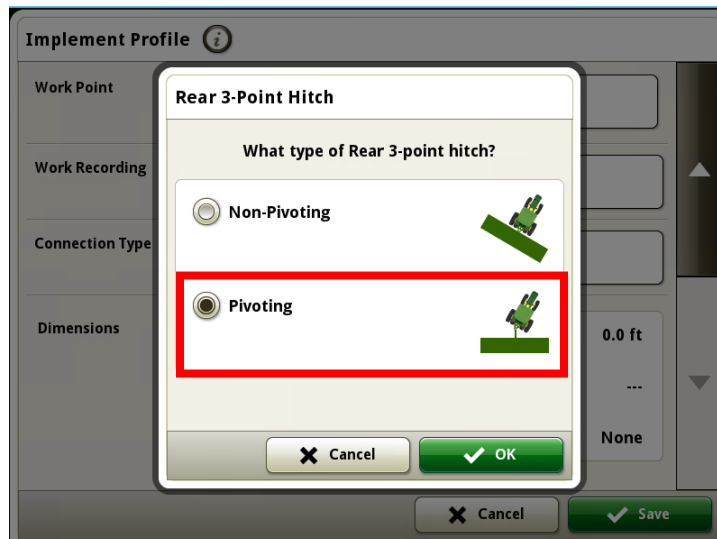 Implement Profile i
Work Point
Rear 3-Point Hitch
What type of Rear 3-point hitch?
Work Recording
Non-Pivoting
Connection Type
Pivoting
Dimensions
0.0 ft
---
None
Cancel
OK
Cancel
Save